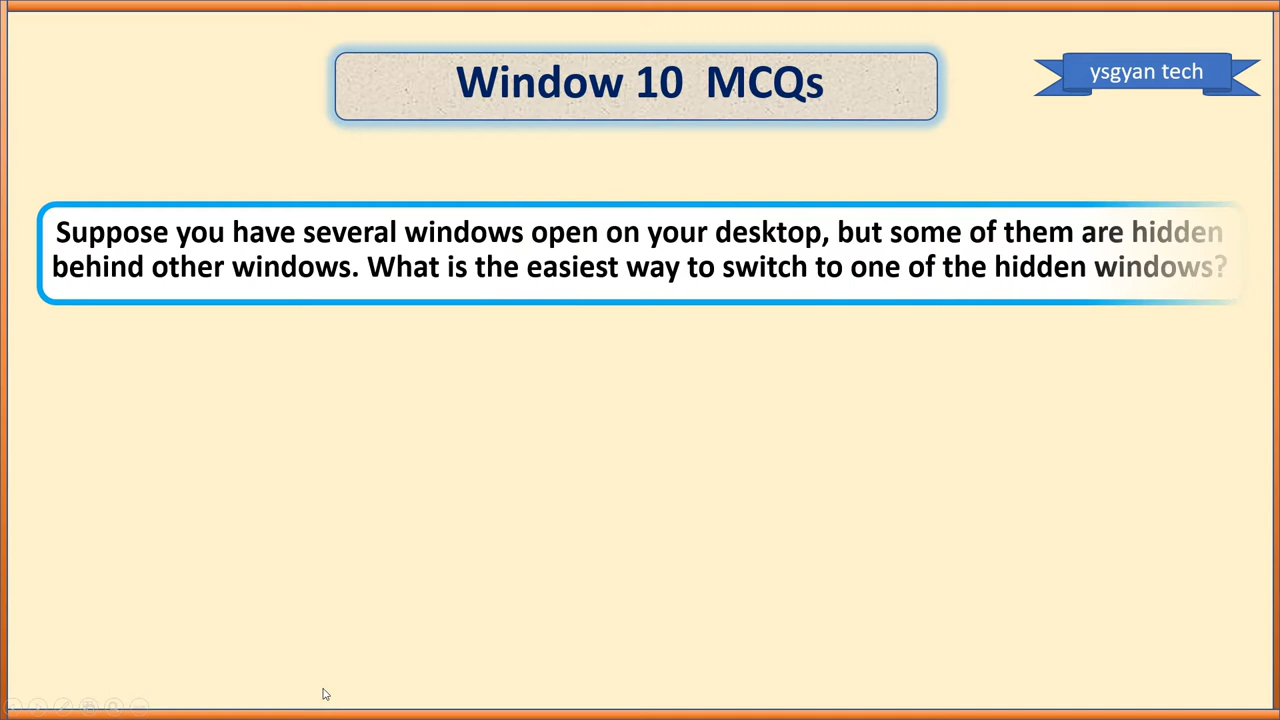 Window 10 MCQs
ysgyan tech
Suppose you have several windows open on your desktop, but some of them are hidden
behind other windows. What is the easiest way to switch to one of the hidden windows?